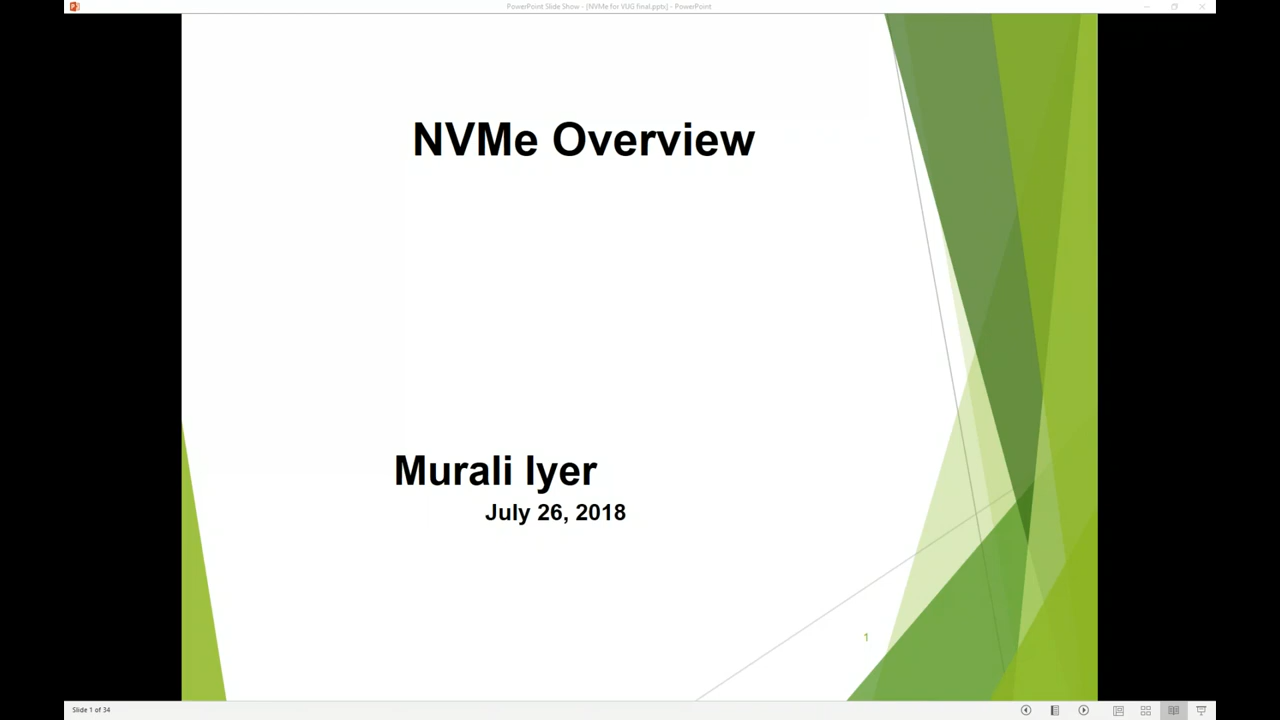 PowerPoint Slide Show - [NVMe for VUG final.pptx] - PowerPoint
NVMe Overview
Murali Iyer
July 26, 2018
1
Slide 1 of 34